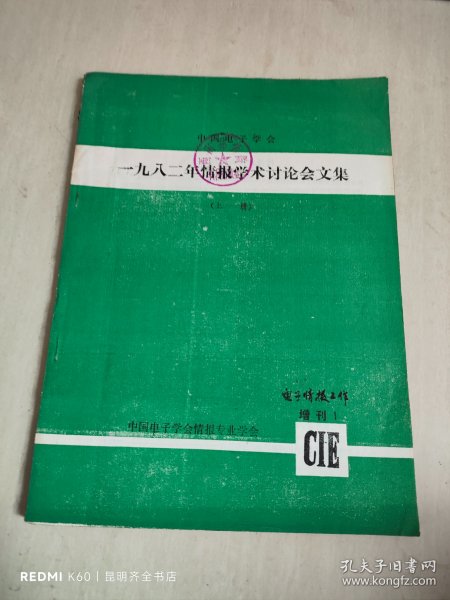 中国电子学会
一九八二年情报学术讨论会文集
(上 册)
电子情报工作
增刊1
中国电子学会情报专业学会
CIE
REDMI K60 | 昆明齐全书店
孔夫子旧书网
www.kongfz.com